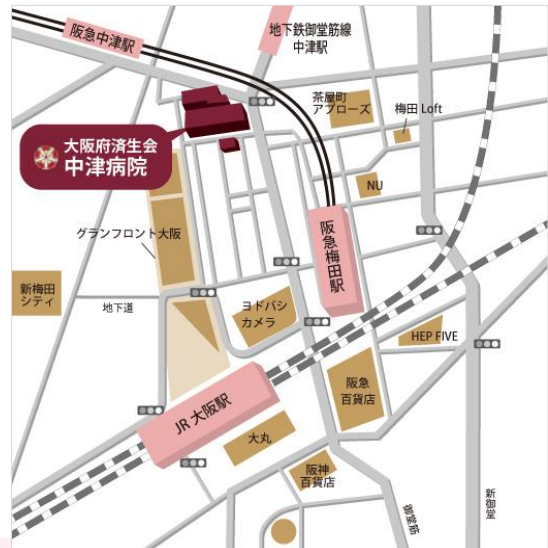 阪急中津駅
地下鉄御堂筋線
中津駅
茶屋町
アプローズ
梅田 Loft
大阪府済生会
中津病院
NU
グランフロント大阪
阪急梅田駅
新梅田
シティ
地下道
ヨドバシ
カメラ
HEP FIVE
阪急
百貨店
JR 大阪駅
大丸
阪神
百貨店
御堂筋
新御堂